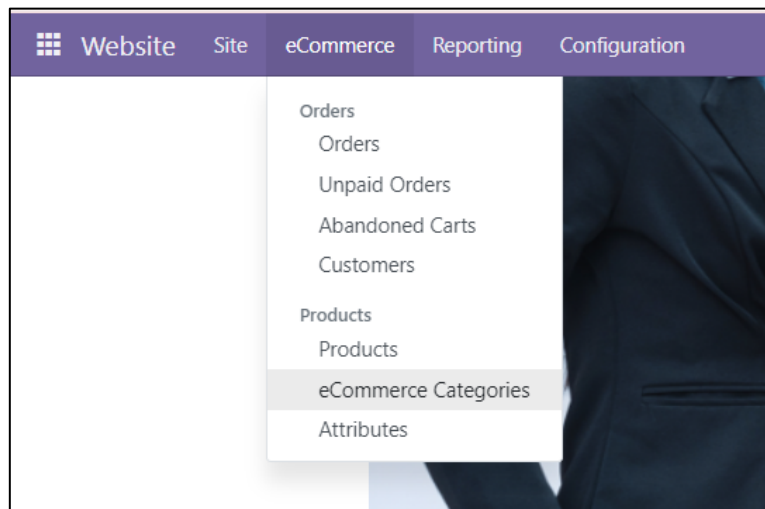 Website Site eCommerce Reporting Configuration
Orders
Orders
Unpaid Orders
Abandoned Carts
Customers
Products
Products
eCommerce Categories
Attributes